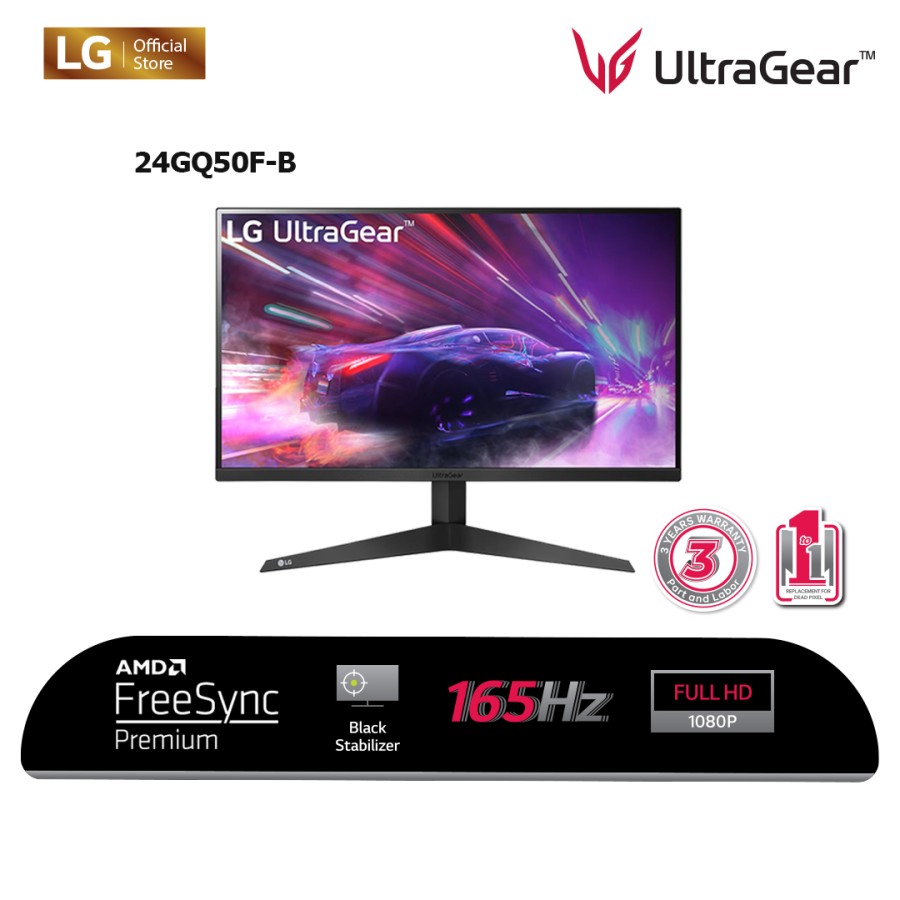 LG
Official
Store
UltraGear™
24GQ50F-B
LG UltraGear™
UltraGear
LG
3 YEARS WARRANTY
3
Part and Labor
1
to
1
REPLACEMENT FOR
DEAD PIXEL
AMD
FreeSync
Premium
Black
Stabilizer
165Hz
FULL HD
1080P